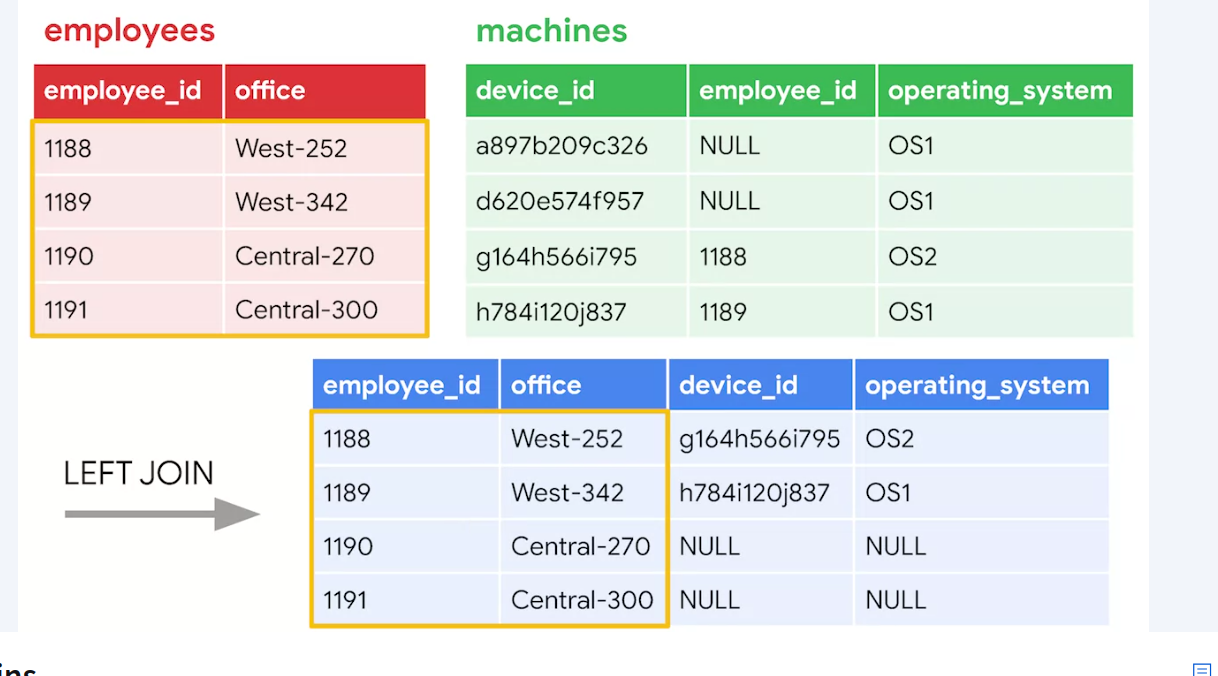 employees
machines
employee_id office
device_id employee_id operating_system
1188 West-252
a897b209c326 NULL OS1
1189 West-342
d620e574f957 NULL OS1
1190 Central-270
g164h566i795 1188 OS2
1191 Central-300
h784i120j837 1189 OS1
employee_id office device_id operating_system
1188 West-252 g164h566i795 OS2
LEFT JOIN
1189 West-342 h784i120j837 OS1
1190 Central-270 NULL NULL
1191 Central-300 NULL NULL